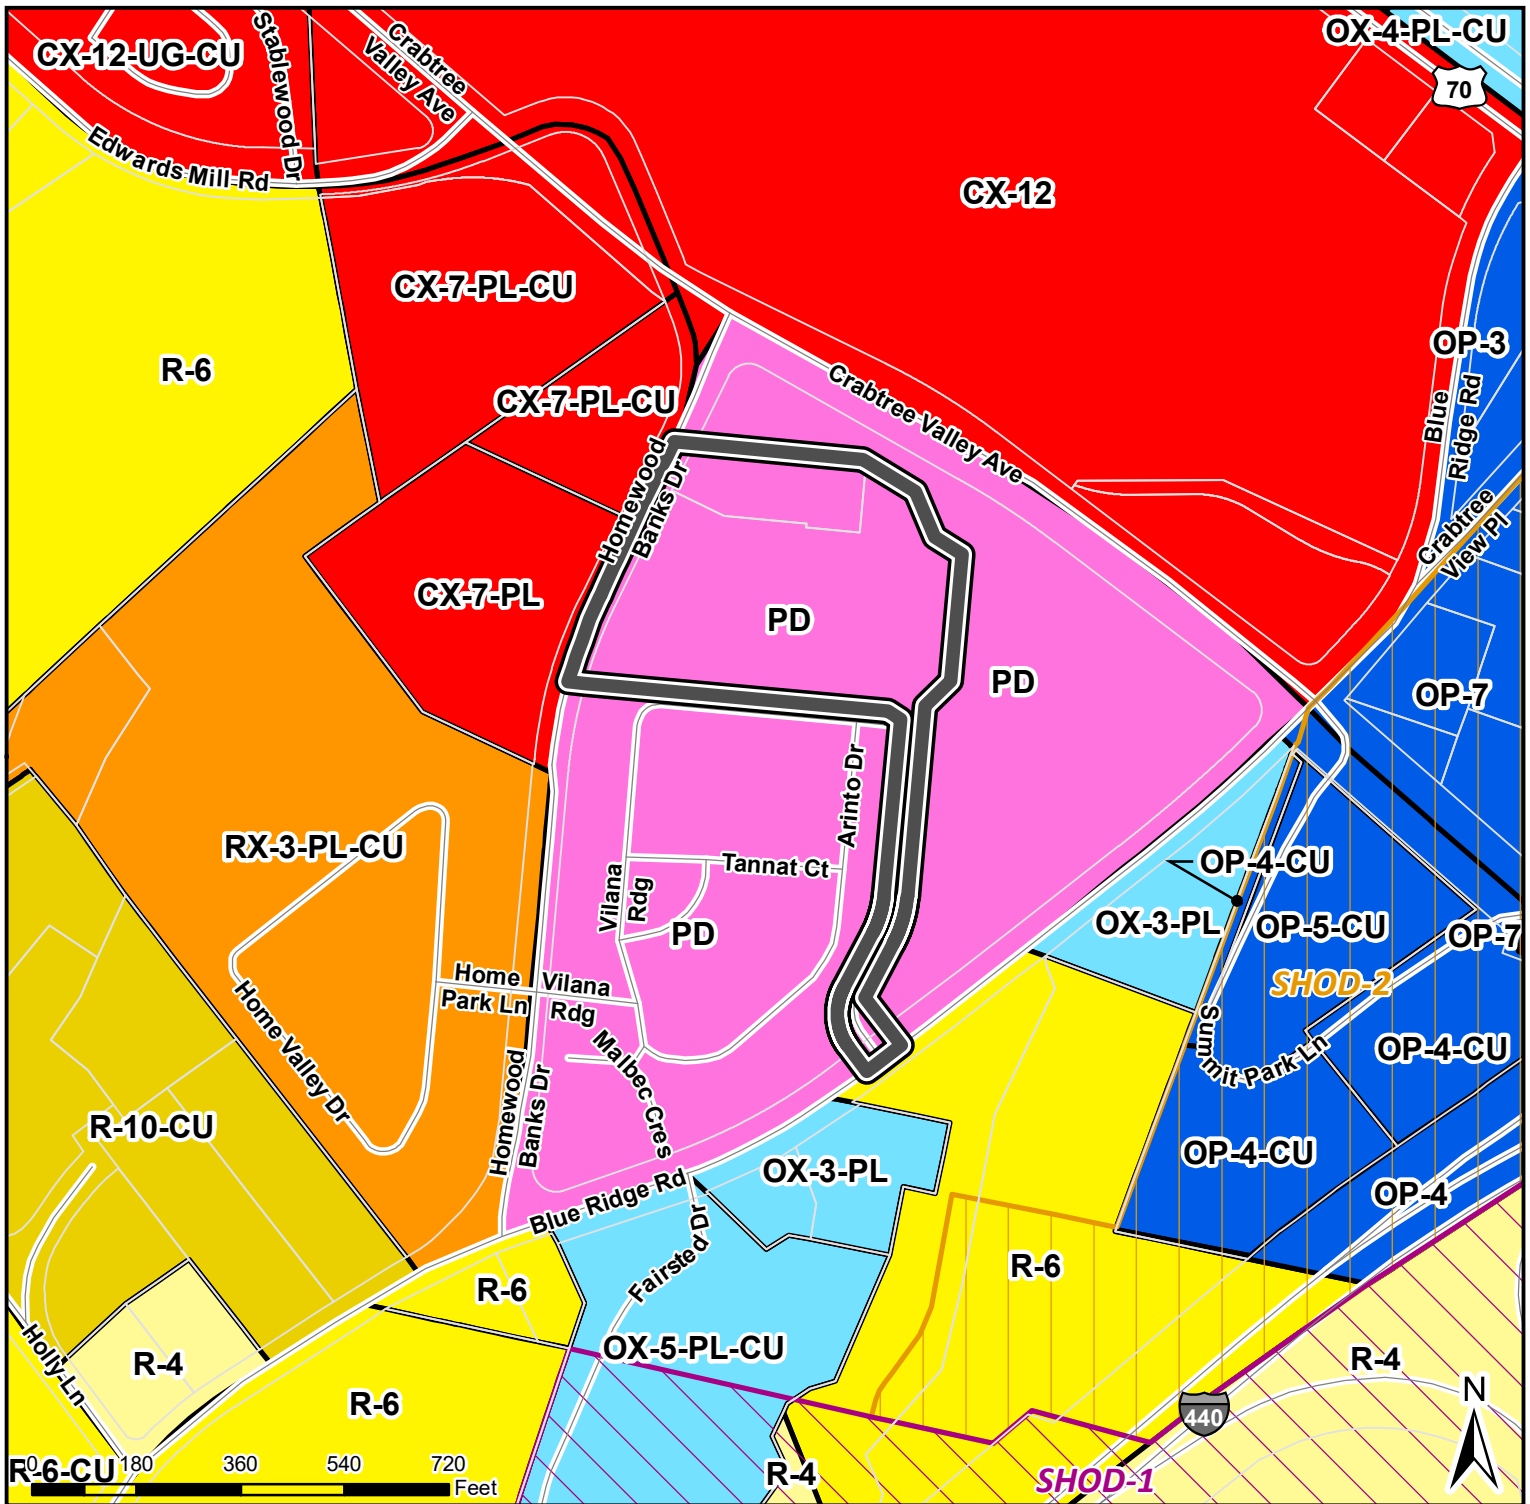 OX-4-PL-CU
CX-12-UG-CU
Stablewood Dr
Crabtree
Valley Ave
70
Edwards Mill Rd
CX-12
CX-7-PL-CU
OP-3
R-6
CX-7-PL-CU
Crabtree Valley Ave
Blue
Ridge Rd
Homewood
Banks Dr
Crabtree
View Pl
CX-7-PL
PD
PD
OP-7
Arinto Dr
RX-3-PL-CU
Tannat Ct
OP-4-CU
Vilana
Rdg
OX-3-PL
OP-5-CU
PD
OP-7
Home
Park Ln
Vilana
Rdg
SHOD-2
Home Valley Dr
Summit Park Ln
OP-4-CU
Malbec Cres
Homewood
Banks Dr
R-10-CU
OP-4-CU
OX-3-PL
OP-4
Blue Ridge Rd
Fairsted Dr
R-6
R-6
Holly Ln
OX-5-PL-CU
R-4
R-4
N
R-6
440
R-6-CU
0 180 360 540 720
Feet
R-4
SHOD-1